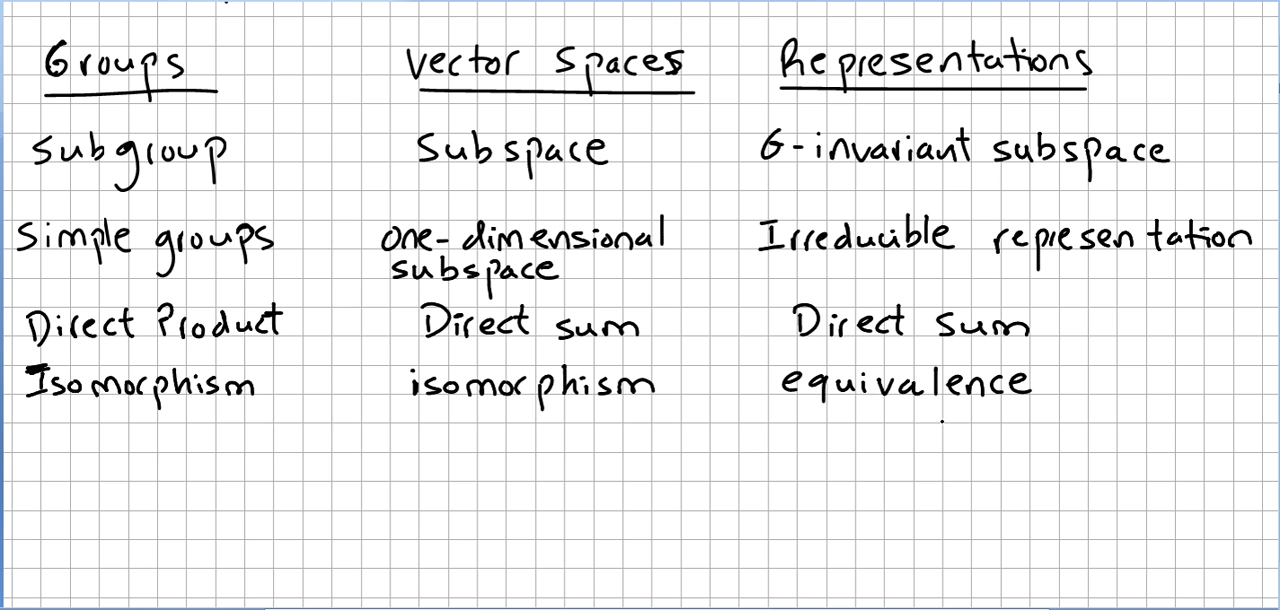 Groups Vector Spaces Representations
Subgroup Subspace G-invariant subspace
Simple groups one-dimensional subspace Irreducible representation
Direct Product Direct sum Direct sum
Isomorphism isomorphism equivalence